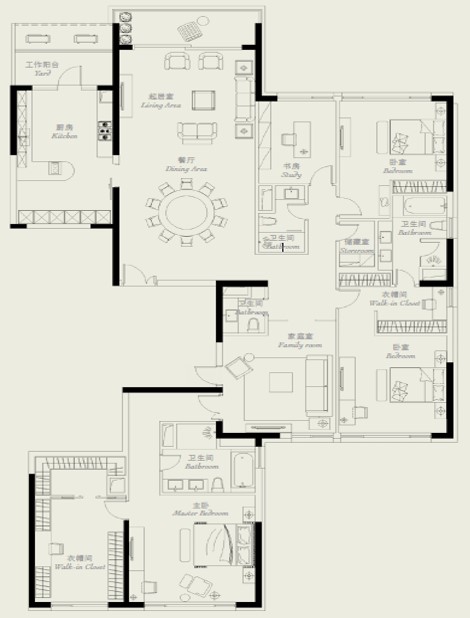 工作阳台
Yard
起居室
Living Area
厨房
Kitchen
餐厅
Dining Area
书房
Study
卧室
Bedroom
卫生间
Bathroom
卫生间
Bathroom
储藏室
Storeroom
衣帽间
Walk-in Closet
卫生间
Bathroom
家庭室
Family room
卧室
Bedroom
卫生间
Bathroom
主卧
Master Bedroom
衣帽间
Walk-in Closet